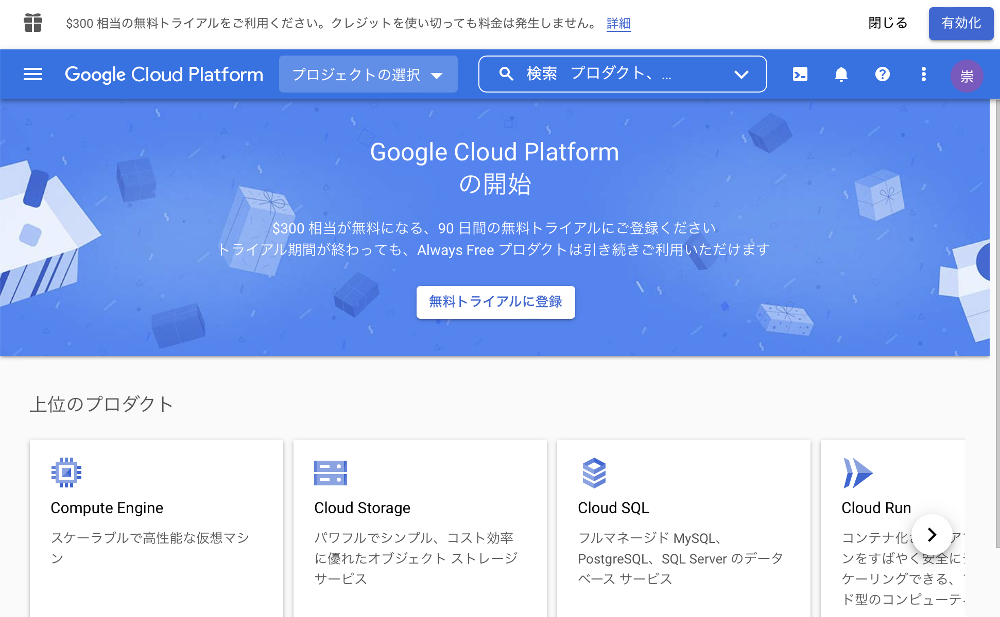 $300 相当の無料トライアルをご利用ください。クレジットを使い切っても料金は発生しません。 詳細
閉じる
有効化
Google Cloud Platform
プロジェクトの選択
検索 プロダクト、...
崇
Google Cloud Platform
の開始
$300 相当が無料になる、90 日間の無料トライアルにご登録ください
トライアル期間が終わっても、Always Free プロダクトは引き続きご利用いただけます
無料トライアルに登録
上位のプロダクト
Compute Engine
スケーラブルで高性能な仮想マシ
ン
Cloud Storage
パワフルでシンプル、コスト効率
に優れたオブジェクト ストレージ
サービス
Cloud SQL
フルマネージド MySQL、
PostgreSQL、SQL Server のデータ
ベース サービス
Cloud Run
コンテナ化
ンをすばやく安全に
ケーリングできる、
ド型のコンピューティ